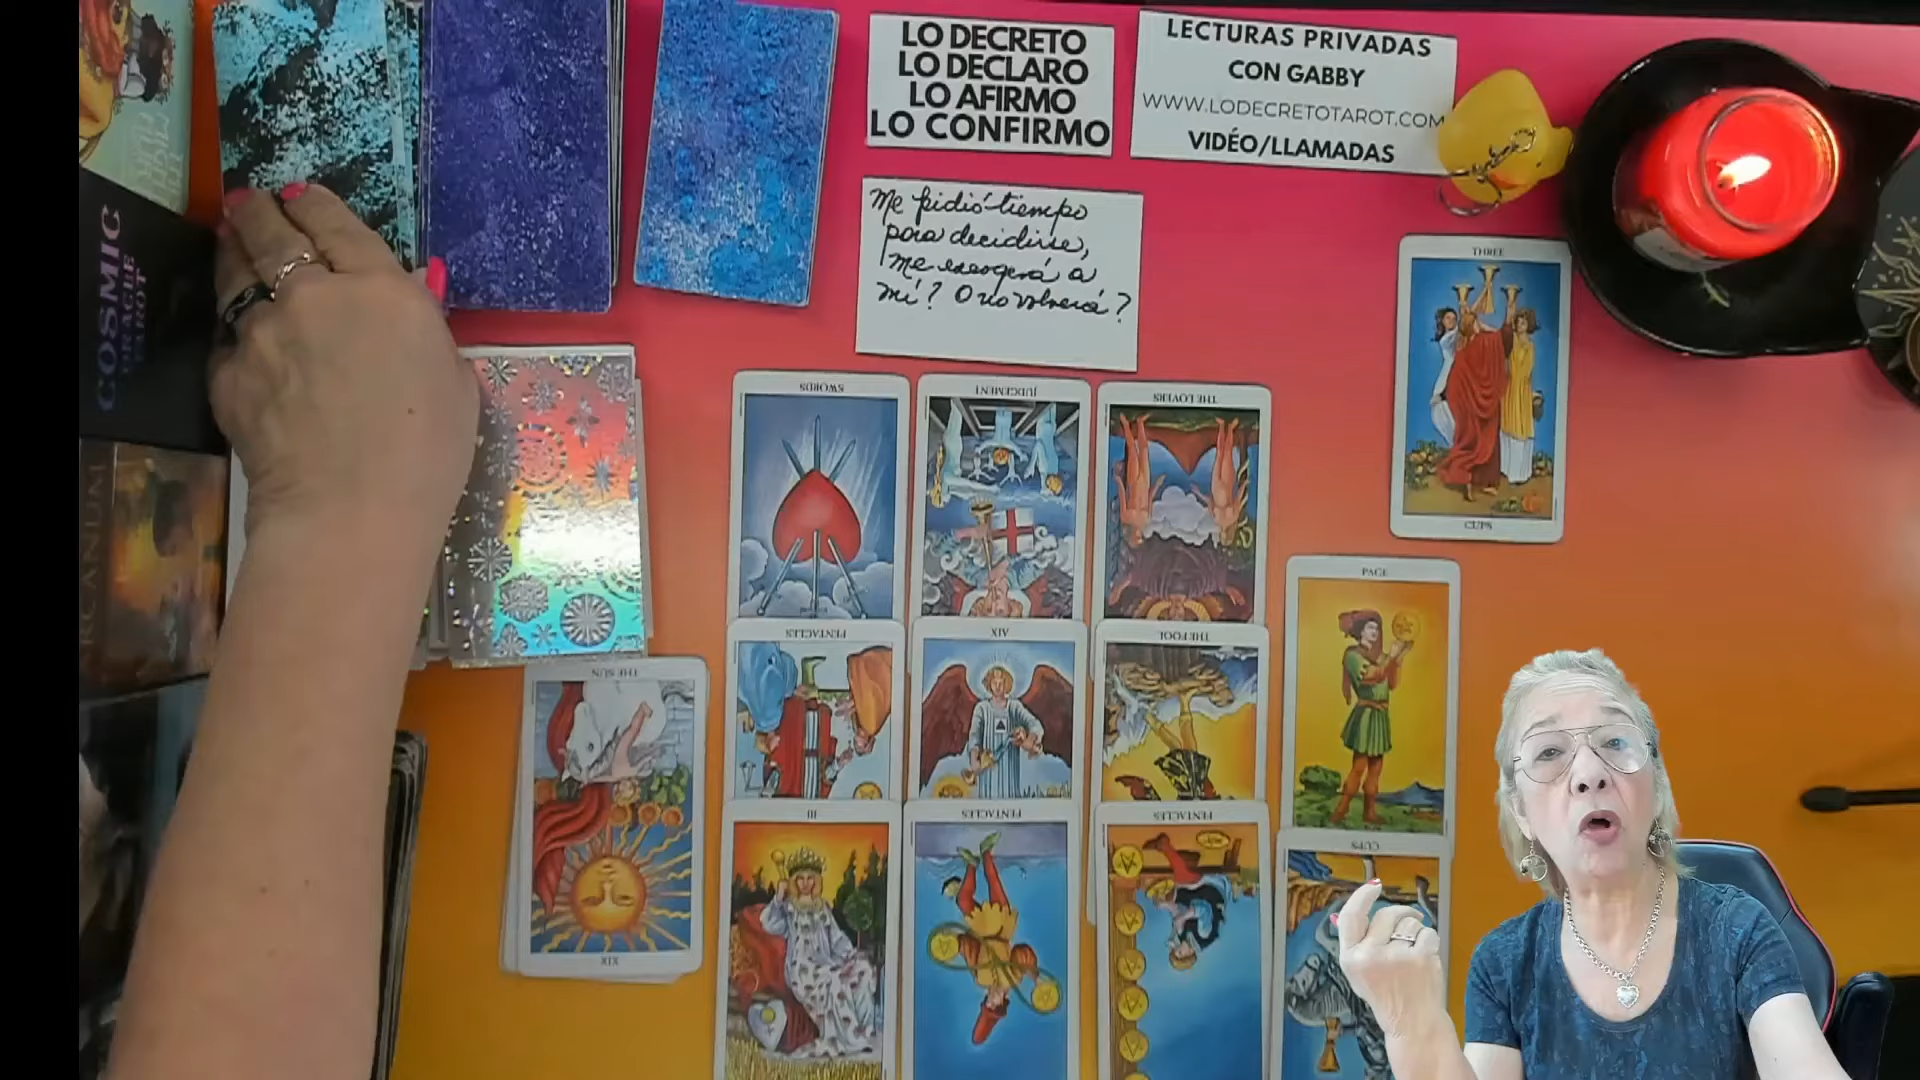 LO DECRETO
LO DECLARO
LO AFIRMO
LO CONFIRMO
LECTURAS PRIVADAS
CON GABBY
WWW.LODECRETOTAROT.COM
VIDÉO/LLAMADAS
Me pidió tiempo
para decidirse,
me escogerá a
mí? O no volverá?
COSMIC
TAROT
ARCANUM
THREE
CUPS
SWORDS
JUDGEMENT
THE LOVERS
PENTACLES
XIV
THE FOOL
PAGE
THE SUN
XIX
III
PENTACLES
PENTACLES
CUPS